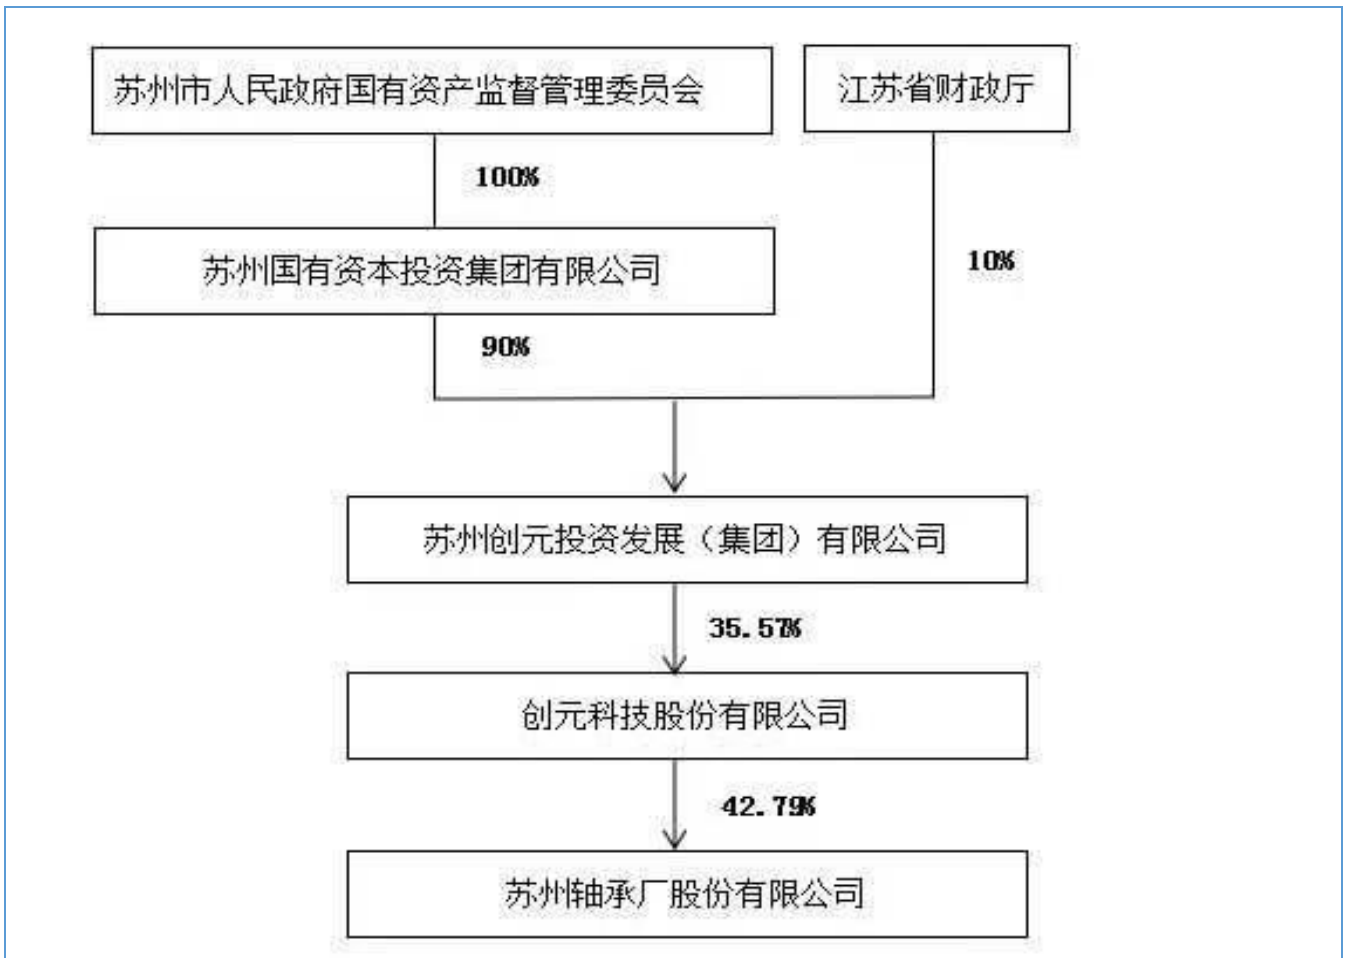 苏州市人民政府国有资产监督管理委员会
江苏省财政厅
100%
苏州国有资本投资集团有限公司
10%
90%
苏州创元投资发展（集团）有限公司
35.57%
创元科技股份有限公司
42.79%
苏州轴承厂股份有限公司